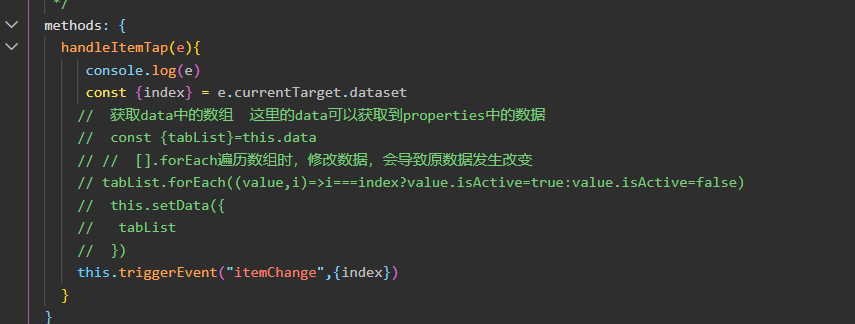 */
methods: {
handleItemTap(e){
console.log(e)
const {index} = e.currentTarget.dataset
//  获取data中的数组  这里的data可以获取到properties中的数据
//  const {tabList}=this.data
// //  [].forEach遍历数组时，修改数据，会导致原数据发生改变
// tabList.forEach((value,i)=>i===index?value.isActive=true:value.isActive=false)
//  this.setData({
//   tabList
//  })
this.triggerEvent("itemChange",{index})
}
}